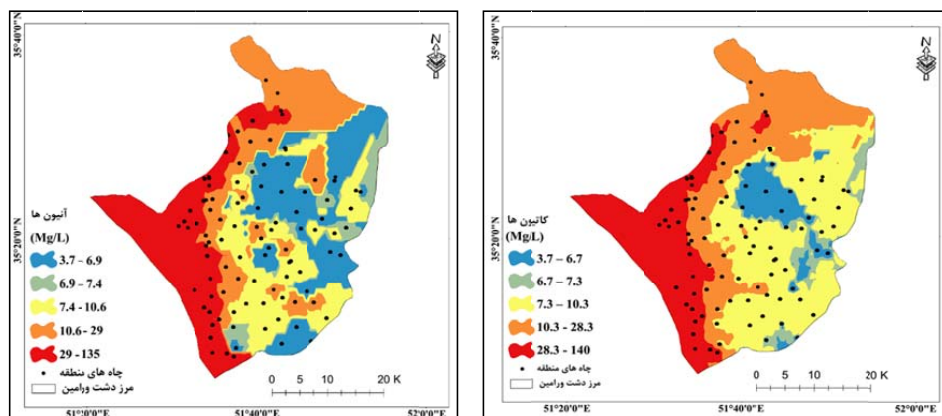 35°40'0"N
N
35°20'0"N
آنیون ها
(Mg/L)
3.7 - 6.9
6.9 - 7.4
7.4 - 10.6
10.6 - 29
29 - 135
چاه های منطقه
مرز دشت ورامین
0 5 10 20 K
51°0'0"E
51°40'0"E
52°0'0"E
35°40'0"N
N
35°20'0"N
کاتیون ها
(Mg/L)
3.7 – 6.7
6.7 – 7.3
7.3 – 10.3
10.3 - 28.3
28.3 - 140
چاه های منطقه
مرز دشت ورامین
0 5 10 20 K
51°20'0"E
51°40'0"E
52°0'0"E